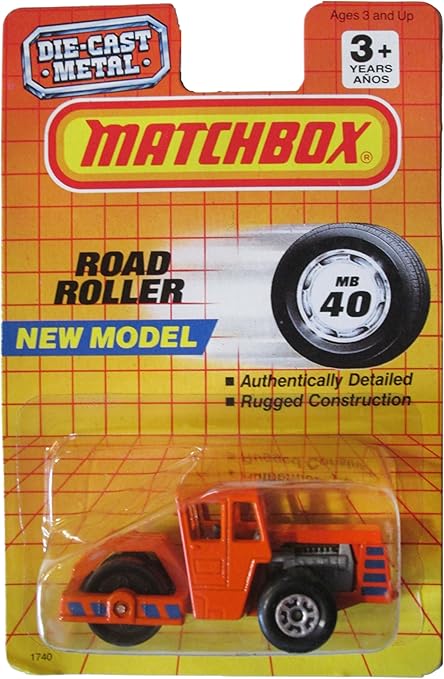 Ages 3 and Up
DIE-CAST
METAL
3+
YEARS
AÑOS
MATCHBOX®
ROAD
ROLLER
NEW MODEL
MB
40
▪ Authentically Detailed
▪ Rugged Construction
1740